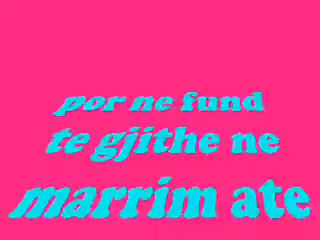 por ne fund
te gjithe ne
marrim ate